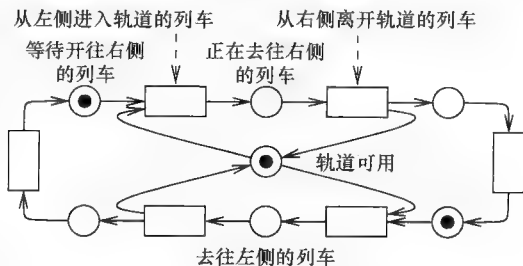 从左侧进入轨道的列车
从右侧离开轨道的列车
等待开往右侧
的列车
正在去往右侧
的列车
轨道可用
去往左侧的列车